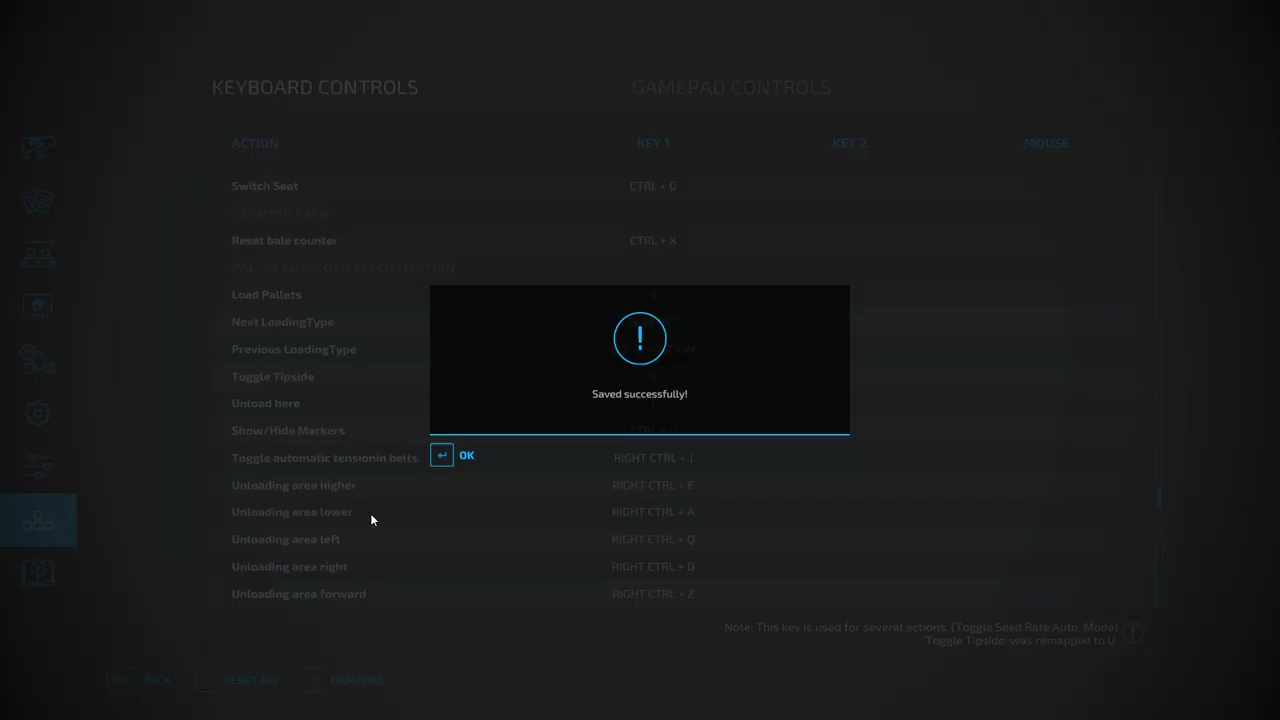 KEYBOARD CONTROLS GAMEPAD CONTROLS
ACTION KEY 1 KEY 2 MOUSE
Switch Seat CTRL + G
Reset bale counter CTRL + X
Load Pallets
Next LoadingType
Previous LoadingType
Toggle Tipside
Unload here
Show/Hide Markers
Saved successfully!
OK
Toggle automatic tensionin belts RIGHT CTRL + J
Unloading area higher RIGHT CTRL + E
Unloading area lower RIGHT CTRL + A
Unloading area left RIGHT CTRL + Q
Unloading area right RIGHT CTRL + D
Unloading area forward RIGHT CTRL + Z
Note: This key is used for several actions. (Toggle Seed Rate Auto. Mode)
'Toggle Tipside' was remapped to U
BACK RESET ALL GAMEPAD